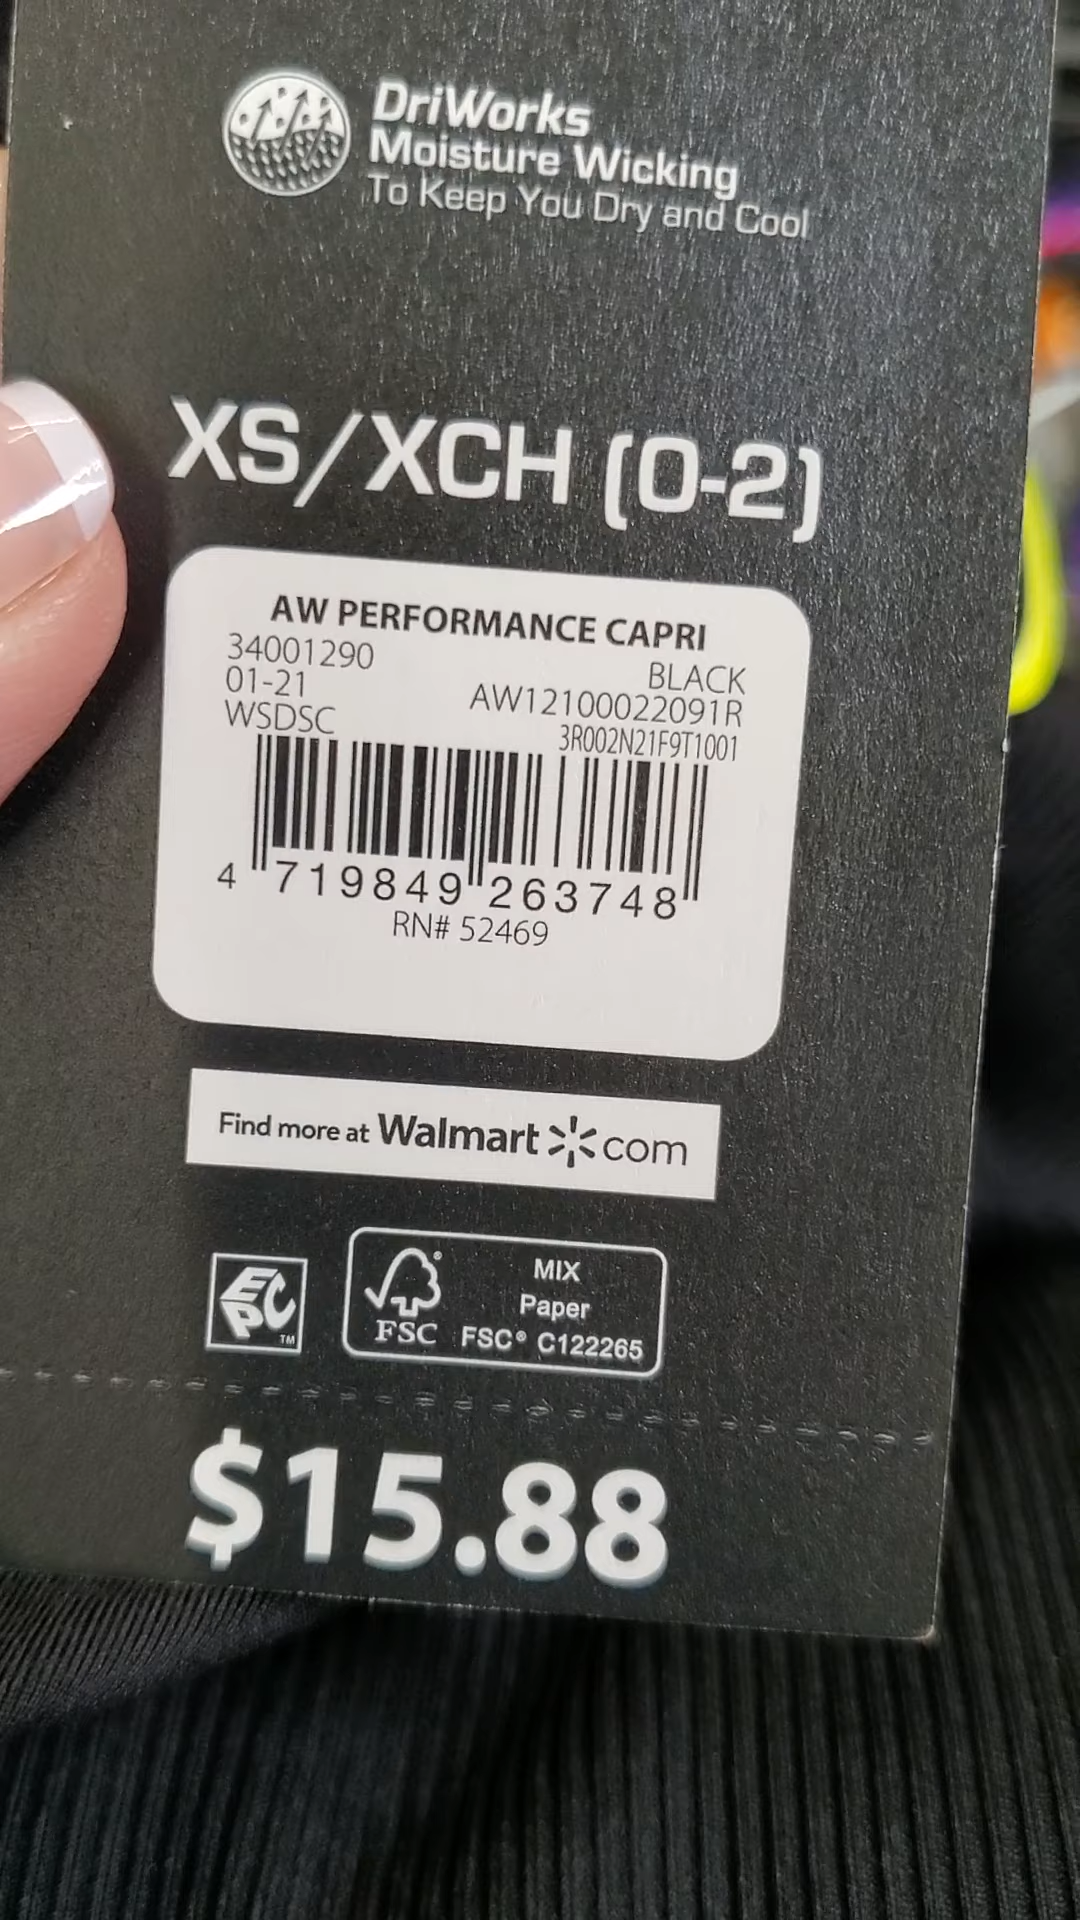 DriWorks
Moisture Wicking
To Keep You Dry and Cool
XS/XCH (0-2)
AW PERFORMANCE CAPRI
34001290
BLACK
01-21
AW12100022091R
WSDSC
3R002N21F9T1001
4 719849 263748
RN# 52469
Find more at Walmart com
EPC TM
FSC®
MIX
Paper
FSC® C122265
$15.88